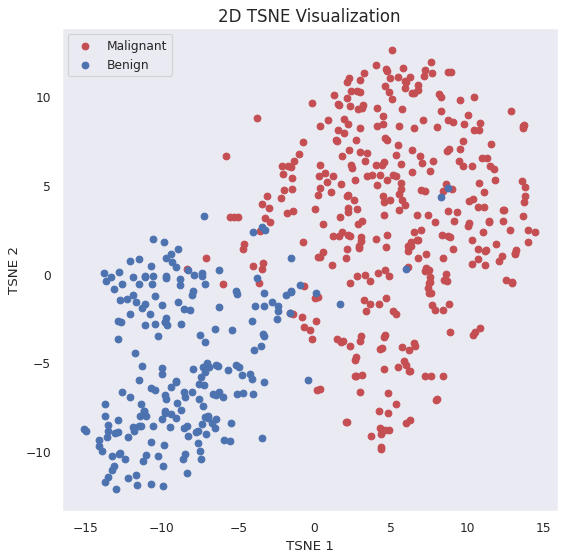 2D TSNE Visualization
Malignant
Benign
10
5
0
−5
−10
TSNE 2
−15 −10 −5 0 5 10 15
TSNE 1